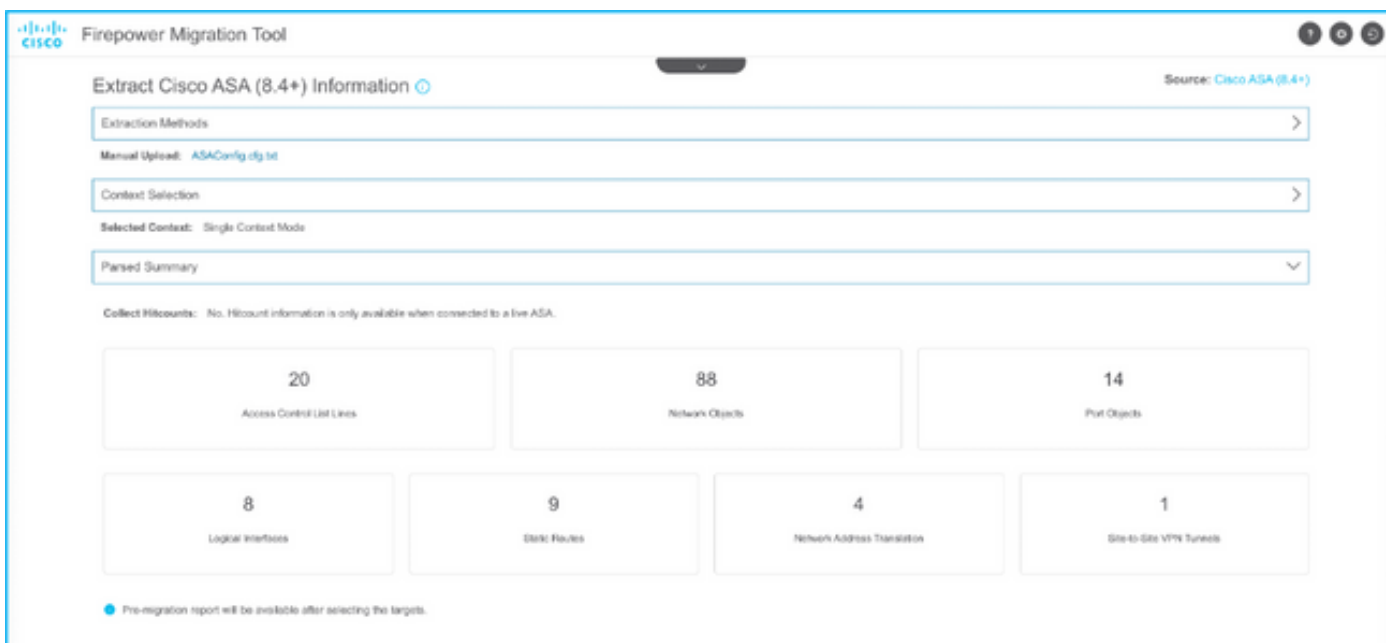 CISCO
Firepower Migration Tool
Extract Cisco ASA (8.4+) Information
Source: Cisco ASA (8.4+)
Extraction Methods
Manual Upload: ASAConfig.cfg.txt
Context Selection
Selected Context: Single Context Mode
Parsed Summary
Collect Hitcounts: No. Hitcount information is only available when connected to a live ASA.
20
Access Control List Lines
88
Network Objects
14
Port Objects
8
Logical Interfaces
9
Static Routes
4
Network Address Translation
1
Site-to-Site VPN Tunnels
Pre-migration report will be available after selecting the targets.